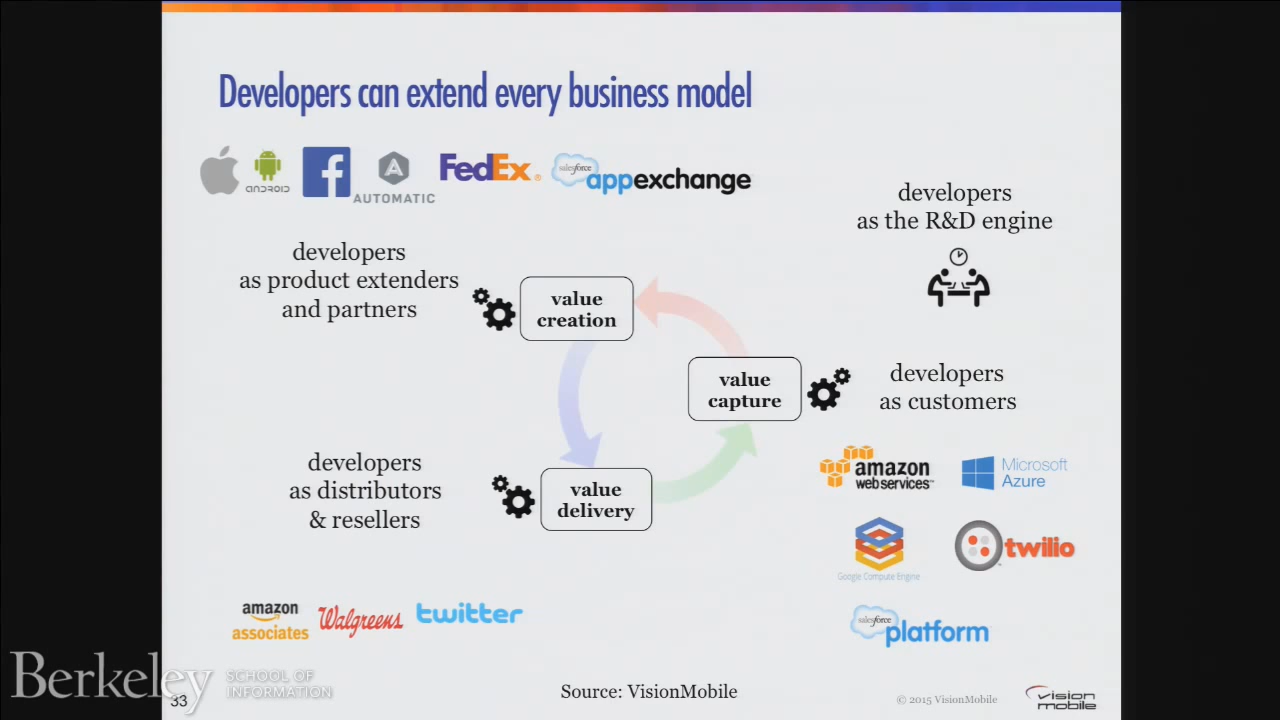 Developers can extend every business model
ANDROID
AUTOMATIC
FedEx®
salesforce
appexchange
developers
as the R&D engine
developers
as product extenders
and partners
value
creation
value
capture
developers
as customers
developers
as distributors
& resellers
value
delivery
amazon
webservices™
Microsoft
Azure
Google Compute Engine
twilio
salesforce
platform
amazon
associates
Walgreens
twitter
Berkeley
SCHOOL OF
INFORMATION
33
Source: VisionMobile
© 2015 VisionMobile
vision
mobile